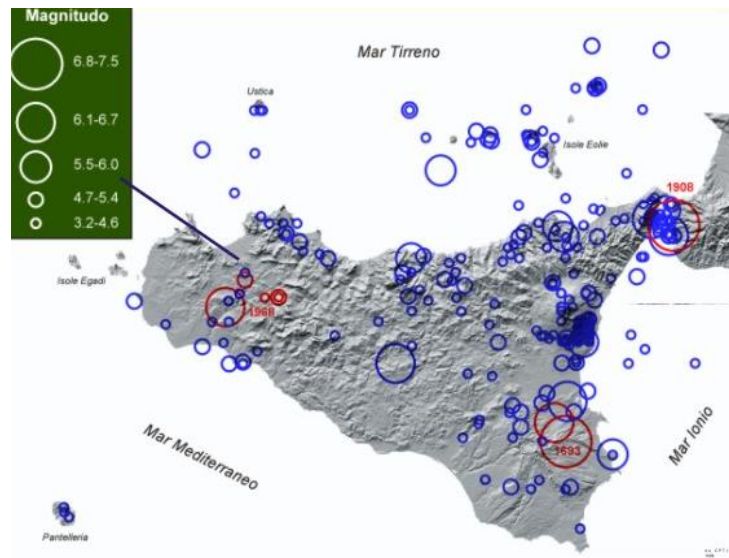 Magnitudo
6.8-7.5
6.1-6.7
5.5-6.0
4.7-5.4
3.2-4.6
Mar Tirreno
Ustica
Isole Eolie
1908
Isole Egadi
1968
1693
Mar Mediterraneo
Mar Ionio
Pantelleria